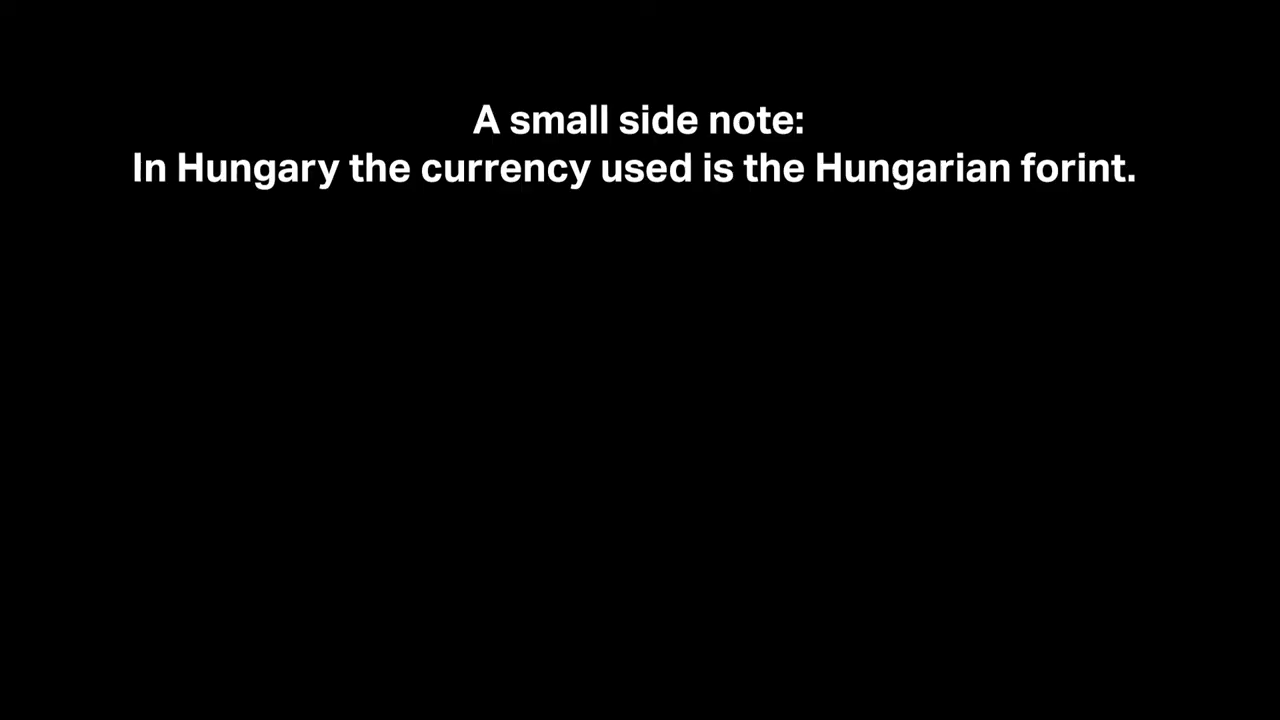 A small side note:
In Hungary the currency used is the Hungarian forint.